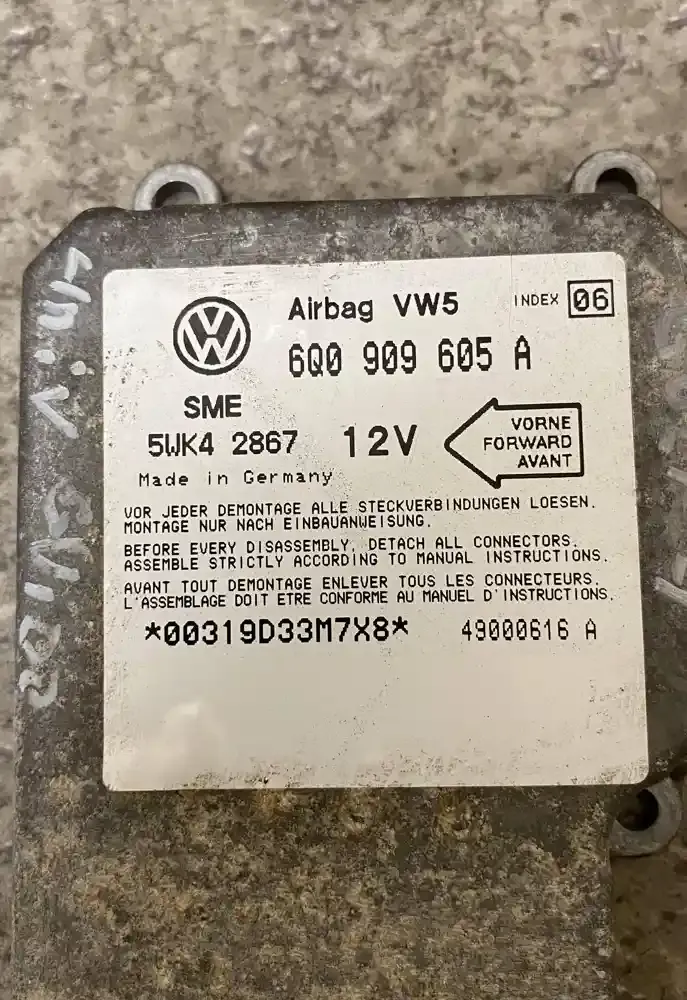 Airbag VW5 INDEX 06
6Q0 909 605 A
SME
5WK4 2867 12V
VORNE
FORWARD
AVANT
Made in Germany
VOR JEDER DEMONTAGE ALLE STECKVERBINDUNGEN LOESEN.
MONTAGE NUR NACH EINBAUANWEISUNG.
BEFORE EVERY DISASSEMBLY, DETACH ALL CONNECTORS.
ASSEMBLE STRICTLY ACCORDING TO MANUAL INSTRUCTIONS.
AVANT TOUT DEMONTAGE ENLEVER TOUS LES CONNECTEURS.
L'ASSEMBLAGE DOIT ETRE CONFORME AU MANUEL D'INSTRUCTIONS.
*00319D33M7X8* 49000616 A